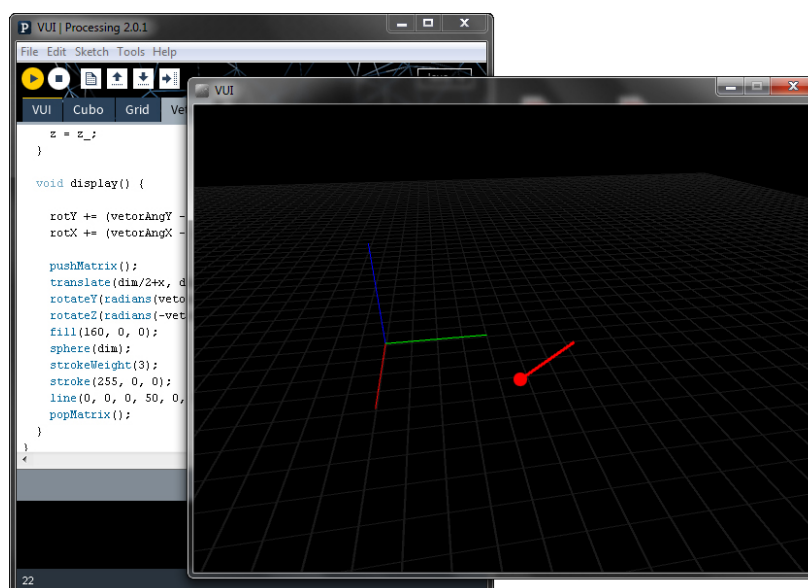 VUI | Processing 2.0.1
File Edit Sketch Tools Help
VUI
VUI Cubo Grid
z = z_;
}
void display() {
rotY += (vetorAngY -
rotX += (vetorAngX -
pushMatrix();
translate(dim/2+x, d
rotateY(radians(veto
rotateZ(radians(-vet
fill(160, 0, 0);
sphere(dim);
strokeWeight(3);
stroke(255, 0, 0);
line(0, 0, 0, 50, 0,
popMatrix();
}
}
22